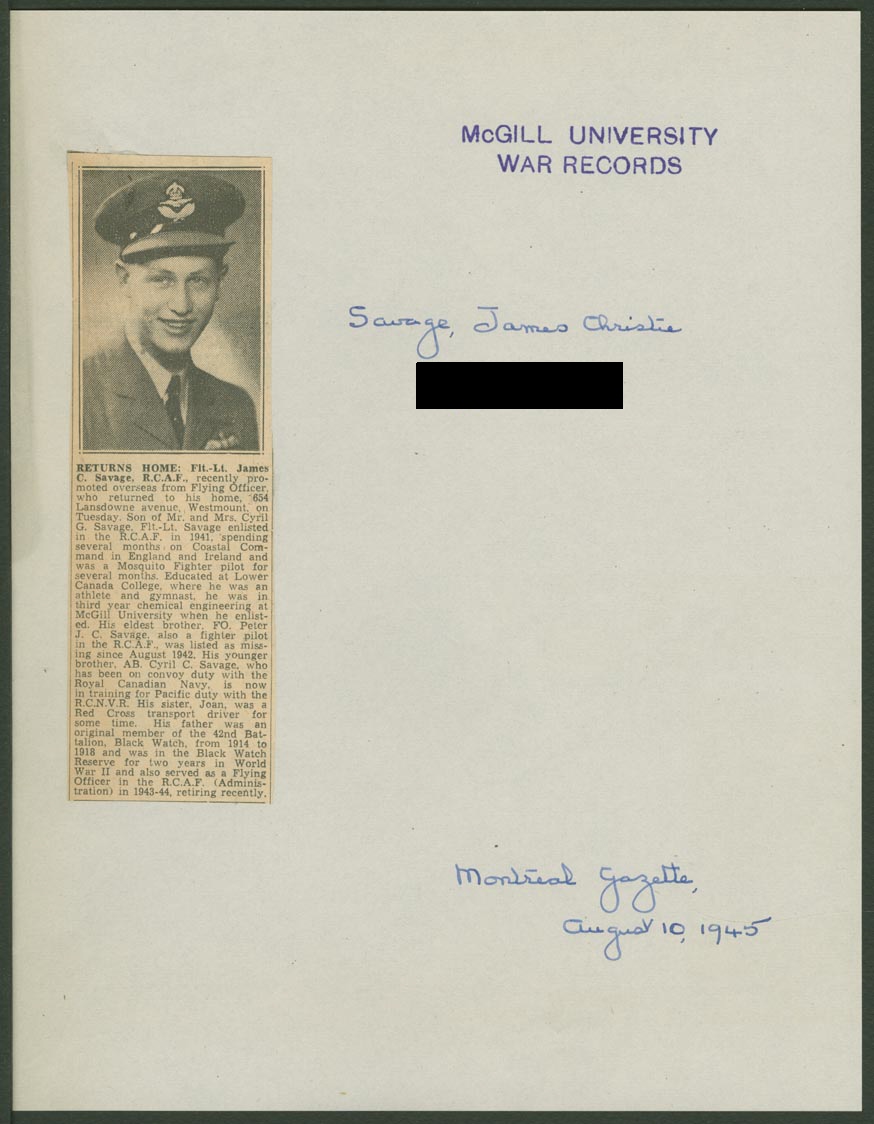 McGILL UNIVERSITY
WAR RECORDS
Savage, James Christie
RETURNS HOME: Flt.-Lt. James
C. Savage, R.C.A.F., recently pro-
moted overseas from Flying Officer,
who returned to his home, 654
Lansdowne avenue, Westmount, on
Tuesday. Son of Mr. and Mrs. Cyril
G. Savage, Flt.-Lt. Savage enlisted
in the R.C.A.F. in 1941, spending
several months on Coastal Com-
mand in England and Ireland and
was a Mosquito Fighter pilot for
several months. Educated at Lower
Canada College, where he was an
athlete and gymnast, he was in
third year chemical engineering at
McGill University when he enlist-
ed. His eldest brother, FO. Peter
J. C. Savage, also a fighter pilot
in the R.C.A.F., was listed as miss-
ing since August 1942. His younger
brother, AB. Cyril C. Savage, who
has been on convoy duty with the
Royal Canadian Navy, is now
in training for Pacific duty with the
R.C.N.V.R. His sister, Joan, was a
Red Cross transport driver for
some time. His father was an
original member of the 42nd Bat-
talion, Black Watch, from 1914 to
1918 and was in the Black Watch
Reserve for two years in World
War II and also served as a Flying
Officer in the R.C.A.F. (Adminis-
tration) in 1943-44, retiring recently.
Montreal Gazette,
August 10, 1945